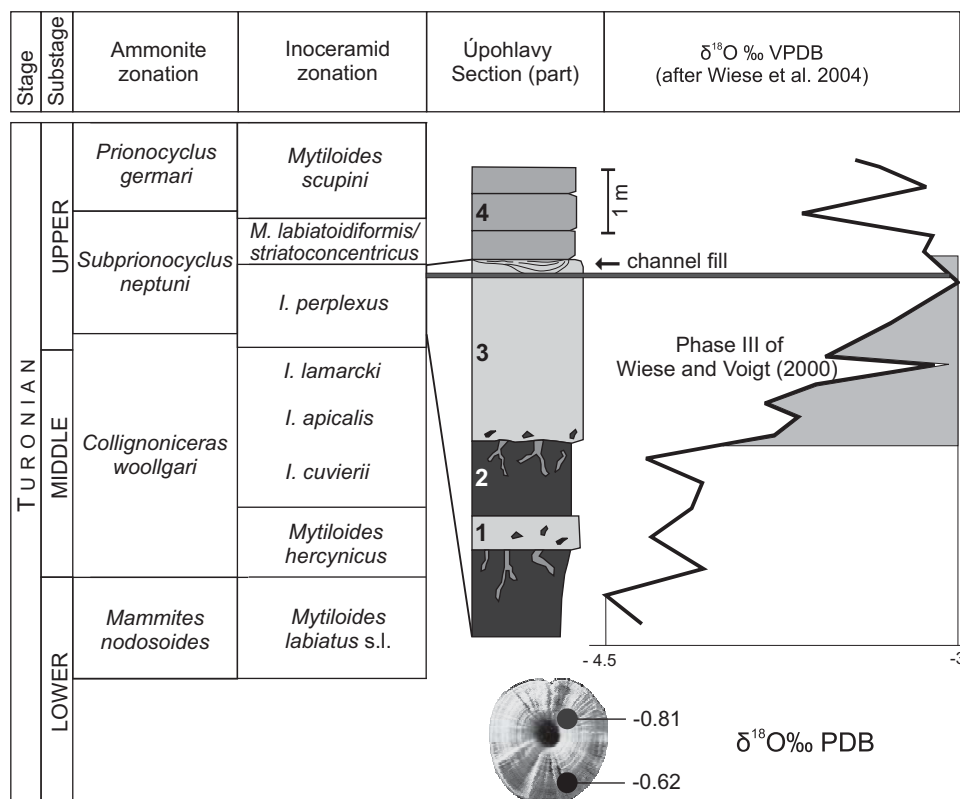 Stage
Substage
Ammonite
zonation
Inoceramid
zonation
Úpohlavy
Section (part)
δ¹⁸O ‰ VPDB
(after Wiese et al. 2004)
TURONIAN
UPPER
MIDDLE
LOWER
Prionocyclus
germari
Subprionocyclus
neptuni
Collignoniceras
woollgari
Mammites
nodosoides
Mytiloides
scupini
M. labiatoidiformis/
striatoconcentricus
I. perplexus
I. lamarcki
I. apicalis
I. cuvierii
Mytiloides
hercynicus
Mytiloides
labiatus s.l.
4
3
2
1
1 m
channel fill
Phase III of
Wiese and Voigt (2000)
- 4.5
-3
-0.81
-0.62
δ¹⁸O‰ PDB